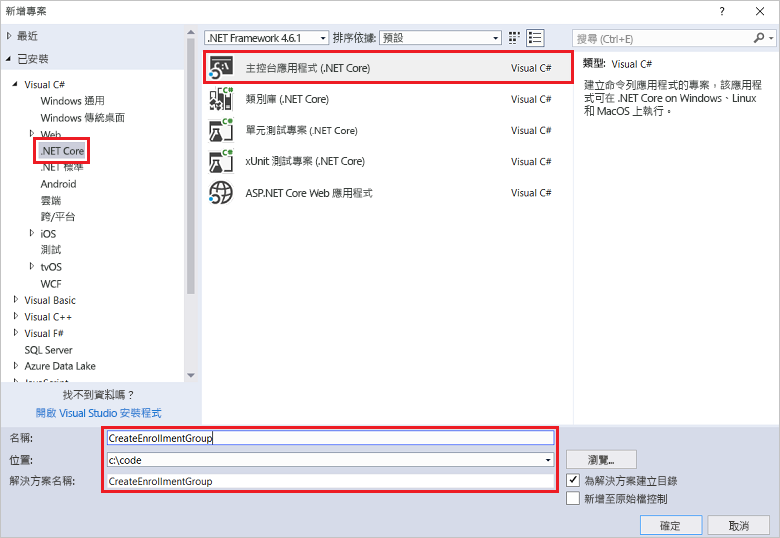 新增專案
? ×
最近
已安裝
Visual C#
Windows 通用
Windows 傳統桌面
Web
.NET Core
.NET 標準
Android
雲端
跨/平台
iOS
測試
tvOS
WCF
Visual Basic
Visual C++
Visual F#
SQL Server
Azure Data Lake
JavaScript
找不到資料嗎？
開啟 Visual Studio 安裝程式
.NET Framework 4.6.1 排序依據: 預設
主控台應用程式 (.NET Core) Visual C#
類別庫 (.NET Core) Visual C#
單元測試專案 (.NET Core) Visual C#
xUnit 測試專案 (.NET Core) Visual C#
ASP.NET Core Web 應用程式 Visual C#
搜尋 (Ctrl+E)
類型: Visual C#
建立命令列應用程式的專案，該應用程
式可在 .NET Core on Windows、Linux
和 MacOS 上執行。
名稱: CreateEnrollmentGroup
位置: c:\code 瀏覽...
解決方案名稱: CreateEnrollmentGroup
為解決方案建立目錄
新增至原始檔控制
確定 取消